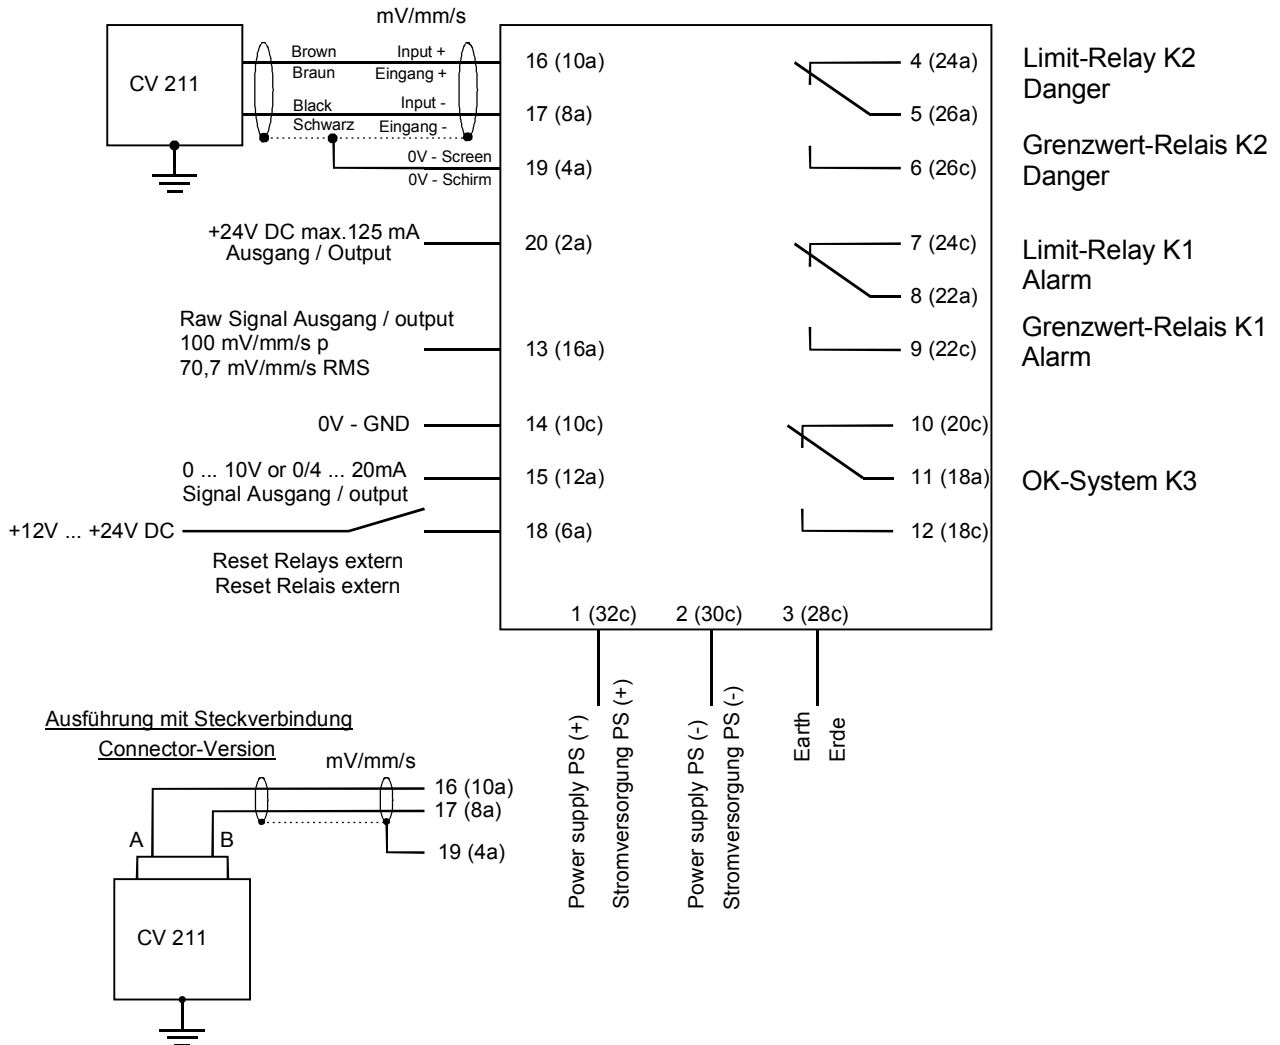 mV/mm/s
CV 211
Brown
Braun
Input +
Eingang +
Black
Schwarz
Input -
Eingang -
0V - Screen
0V - Schirm
16 (10a)
17 (8a)
19 (4a)
+24V DC max.125 mA
Ausgang / Output
20 (2a)
Raw Signal Ausgang / output
100 mV/mm/s p
70,7 mV/mm/s RMS
13 (16a)
0V - GND
14 (10c)
0 ... 10V or 0/4 ... 20mA
Signal Ausgang / output
15 (12a)
+12V ... +24V DC
18 (6a)
Reset Relays extern
Reset Relais extern
4 (24a)
5 (26a)
6 (26c)
Limit-Relay K2
Danger
Grenzwert-Relais K2
Danger
7 (24c)
8 (22a)
9 (22c)
Limit-Relay K1
Alarm
Grenzwert-Relais K1
Alarm
10 (20c)
11 (18a)
12 (18c)
OK-System K3
1 (32c)
2 (30c)
3 (28c)
Power supply PS (+)
Stromversorgung PS (+)
Power supply PS (-)
Stromversorgung PS (-)
Earth
Erde
Ausführung mit Steckverbindung
Connector-Version
mV/mm/s
16 (10a)
17 (8a)
19 (4a)
A
B
CV 211